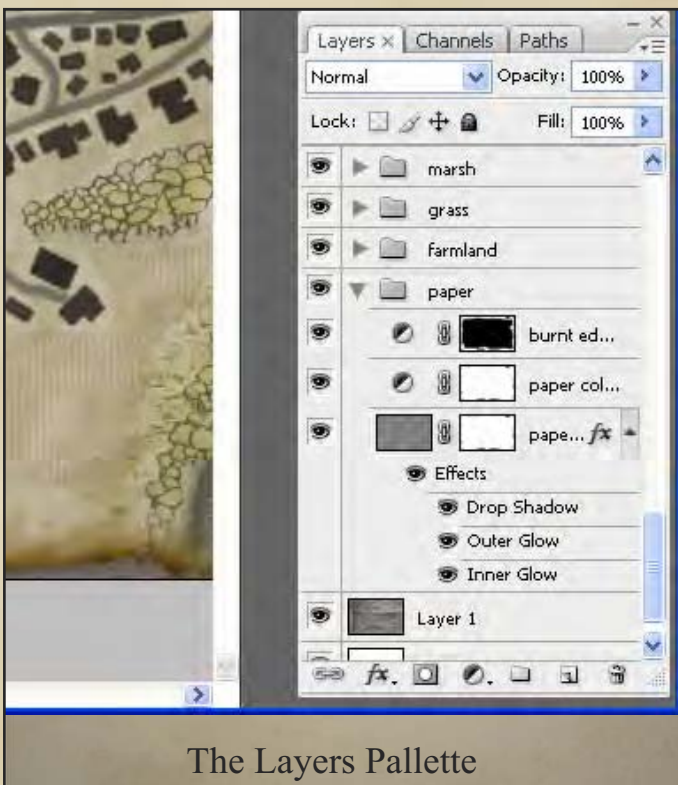 Layers × Channels Paths
Normal Opacity: 100%
Lock: Fill: 100%
marsh
grass
farmland
paper
burnt ed...
paper col...
pape... fx
Effects
Drop Shadow
Outer Glow
Inner Glow
Layer 1
fx.
The Layers Pallette